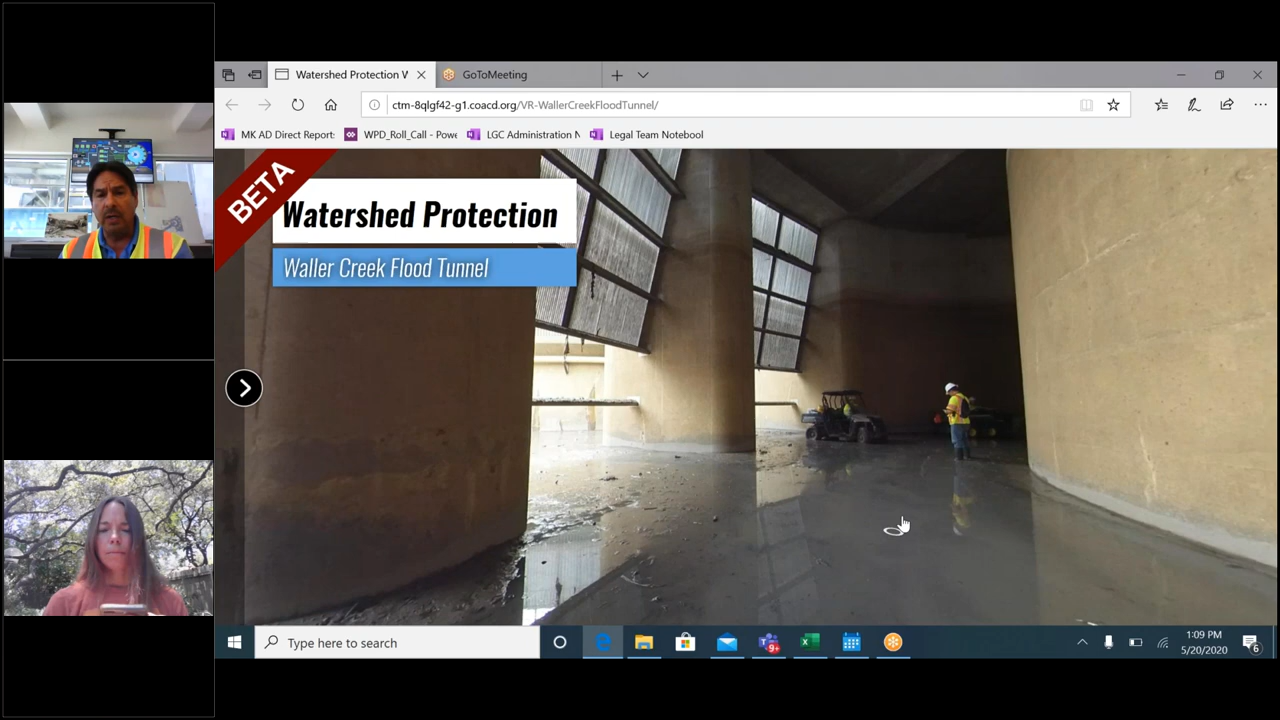 Watershed Protection W
GoToMeeting
ctm-8qlgf42-g1.coacd.org/VR-WallerCreekFloodTunnel/
MK AD Direct Report:
WPD_Roll_Call - Powe
LGC Administration N
Legal Team Notebook
BETA
Watershed Protection
Waller Creek Flood Tunnel
Type here to search
9+
1:09 PM
5/20/2020
6